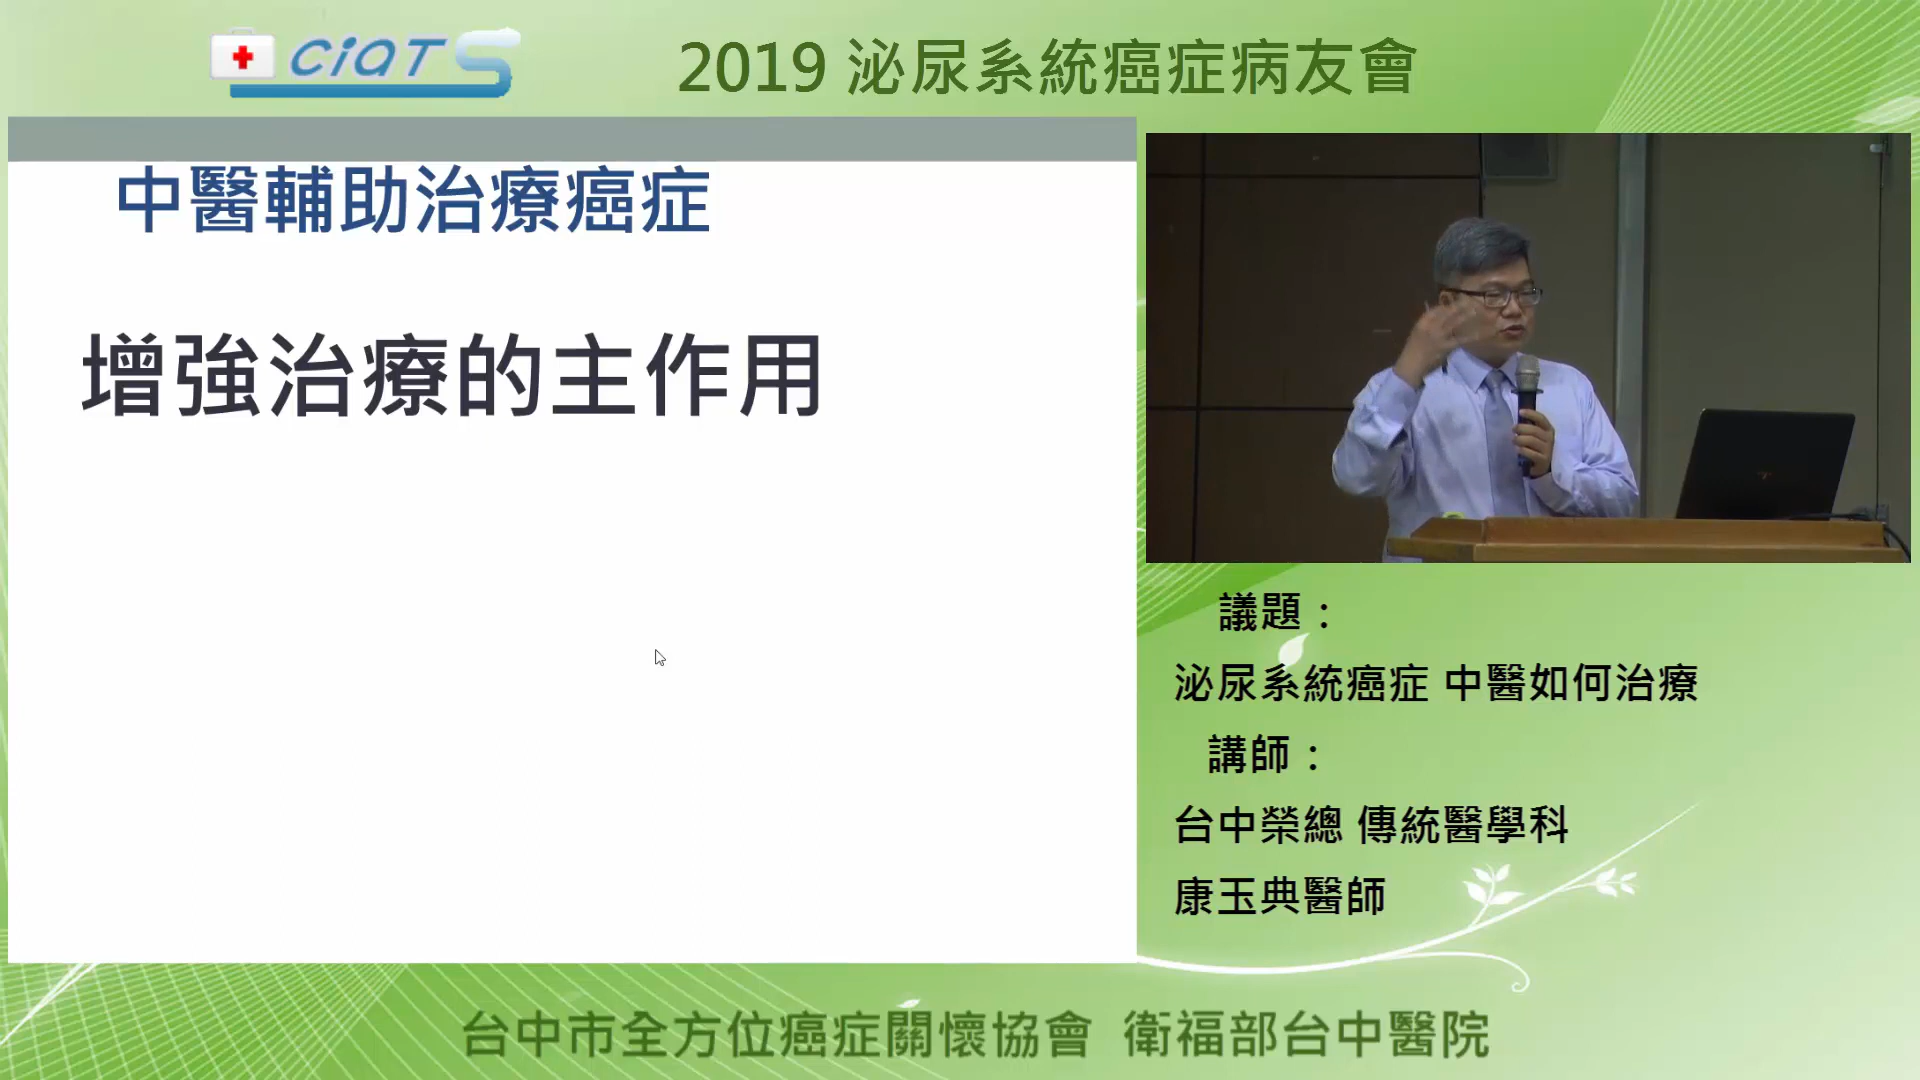 CiATS
2019 泌尿系統癌症病友會
中醫輔助治療癌症
增強治療的主作用
議題：
泌尿系統癌症 中醫如何治療
講師：
台中榮總 傳統醫學科
康玉典醫師
台中市全方位癌症關懷協會 衛福部台中醫院